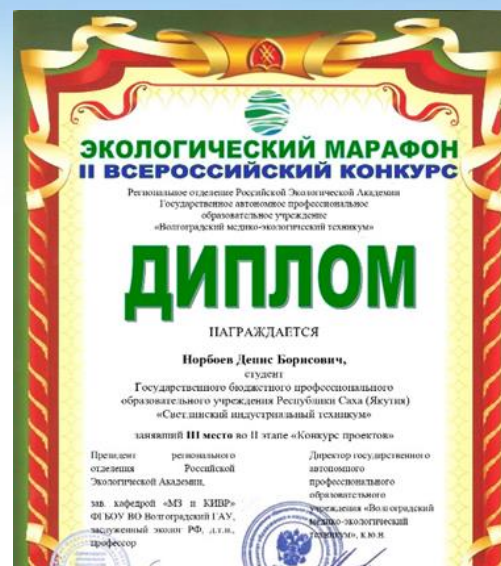 ЭКОЛОГИЧЕСКИЙ МАРАФОН
II ВСЕРОССИЙСКИЙ КОНКУРС
Региональное отделение Российской Экологической Академии
Государственное автономное профессиональное
образовательное учреждение
«Волгоградский медико-экологический техникум»
ДИПЛОМ
НАГРАЖДАЕТСЯ
Норбоев Денис Борисович,
студент
Государственного бюджетного профессионального
образовательного учреждения Республики Саха (Якутия)
«Светлинский индустриальный техникум»
занявший III место во II этапе «Конкурс проектов»
Президент регионального
отделения Российской
Экологической Академии,
зав. кафедрой «МЗ и КИВР»
ФГБОУ ВО Волгоградский ГАУ,
заслуженный эколог РФ, д.т.н.,
профессор
Директор государственного
автономного
профессионального
образовательного
учреждения «Волгоградский
медико-экологический
техникум», к.ю.н.